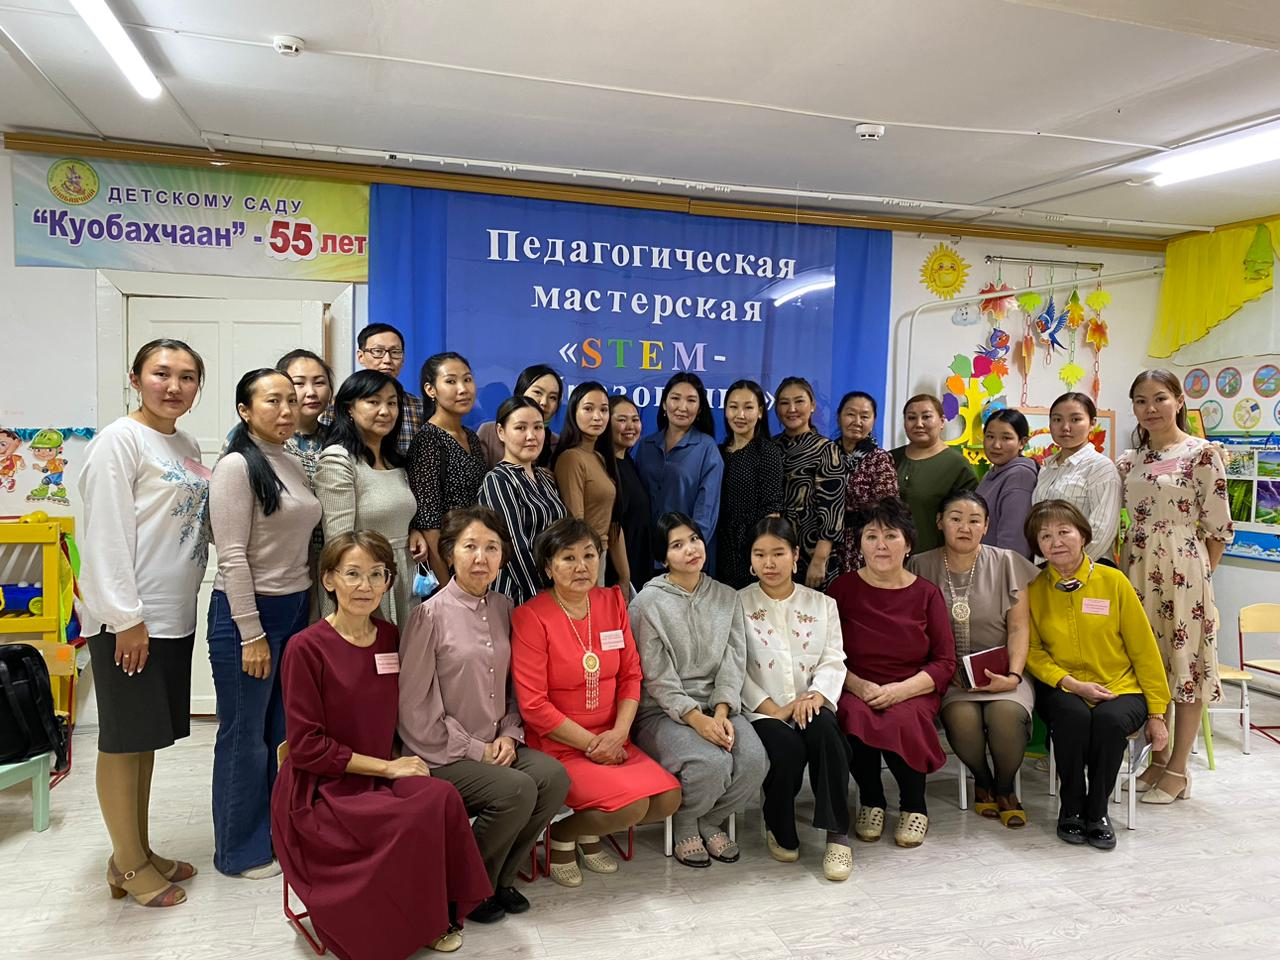 ДЕТСКОМУ САДУ
"Куобахчаан" - 55 лет
Педагогическая
мастерская
«STEM-